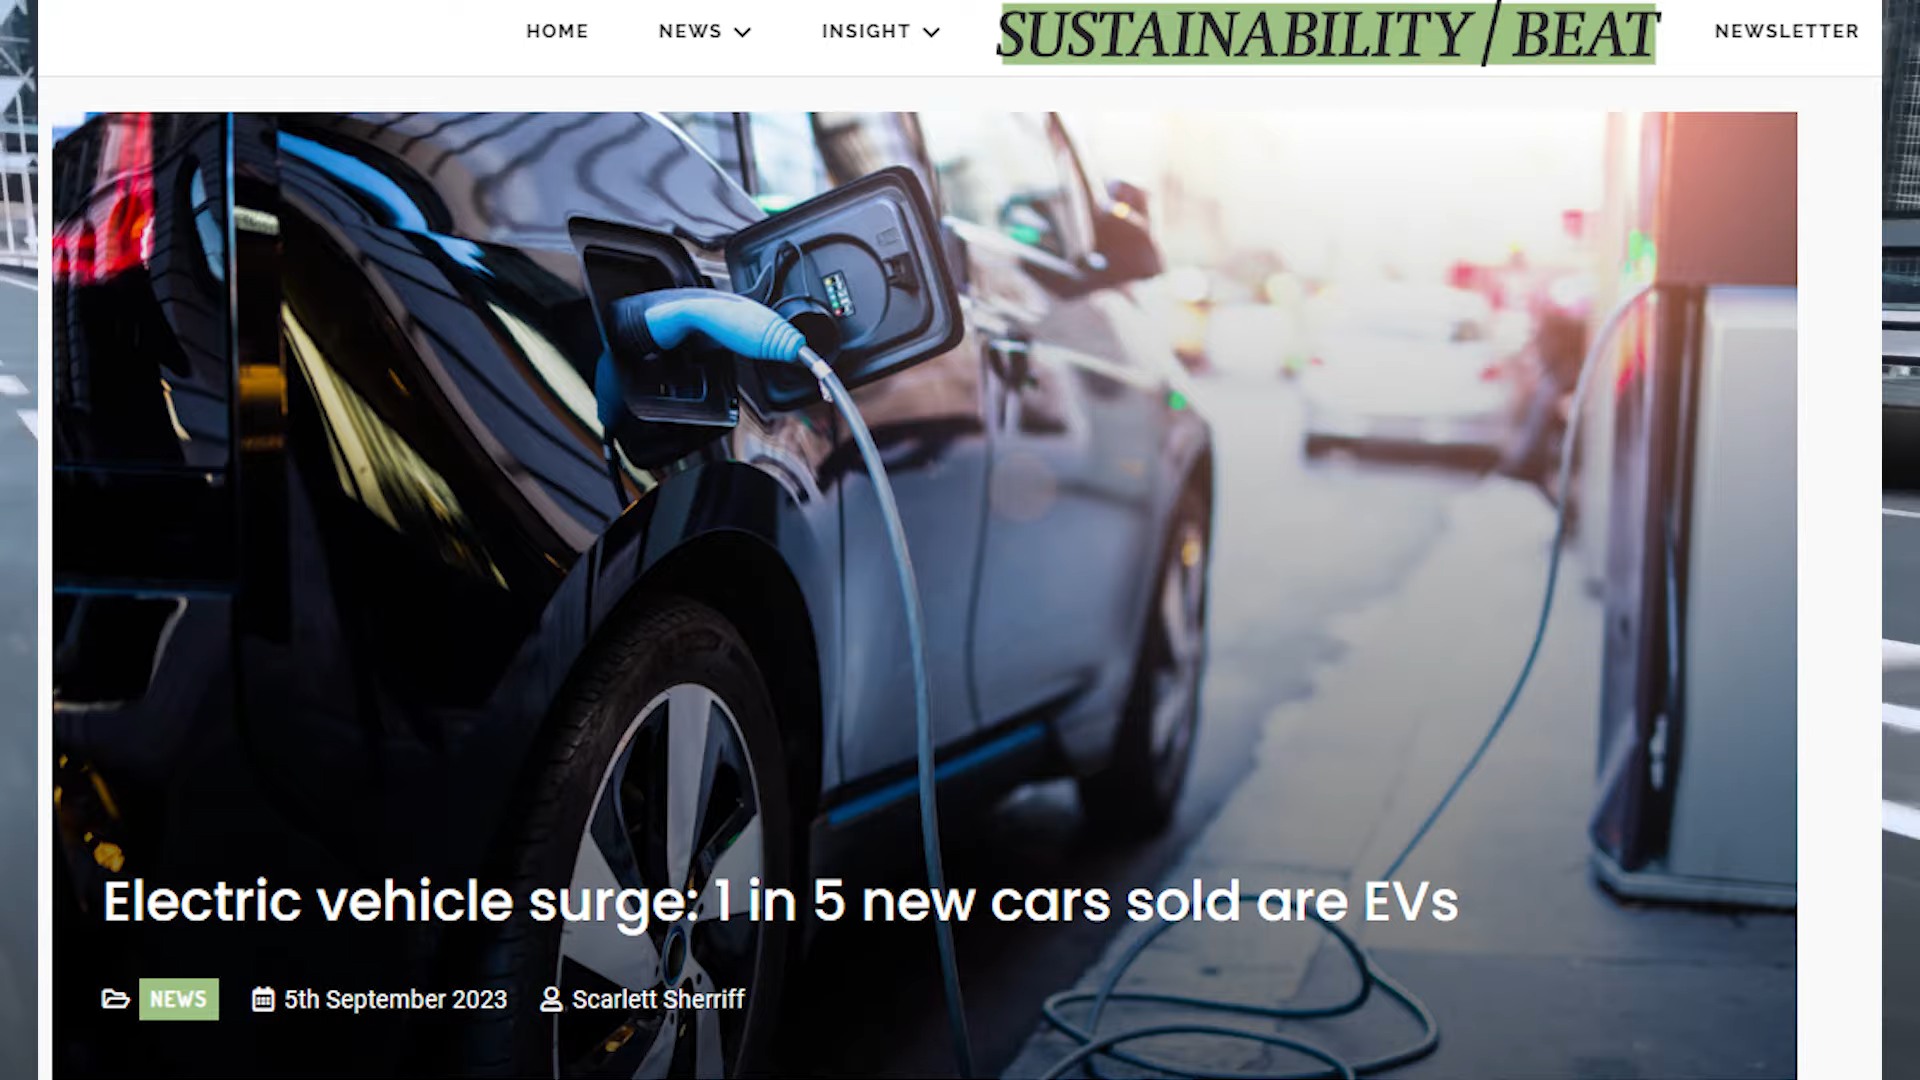 HOME
NEWS
INSIGHT
SUSTAINABILITY / BEAT
NEWSLETTER
Electric vehicle surge: 1 in 5 new cars sold are EVs
NEWS
5th September 2023
Scarlett Sherriff